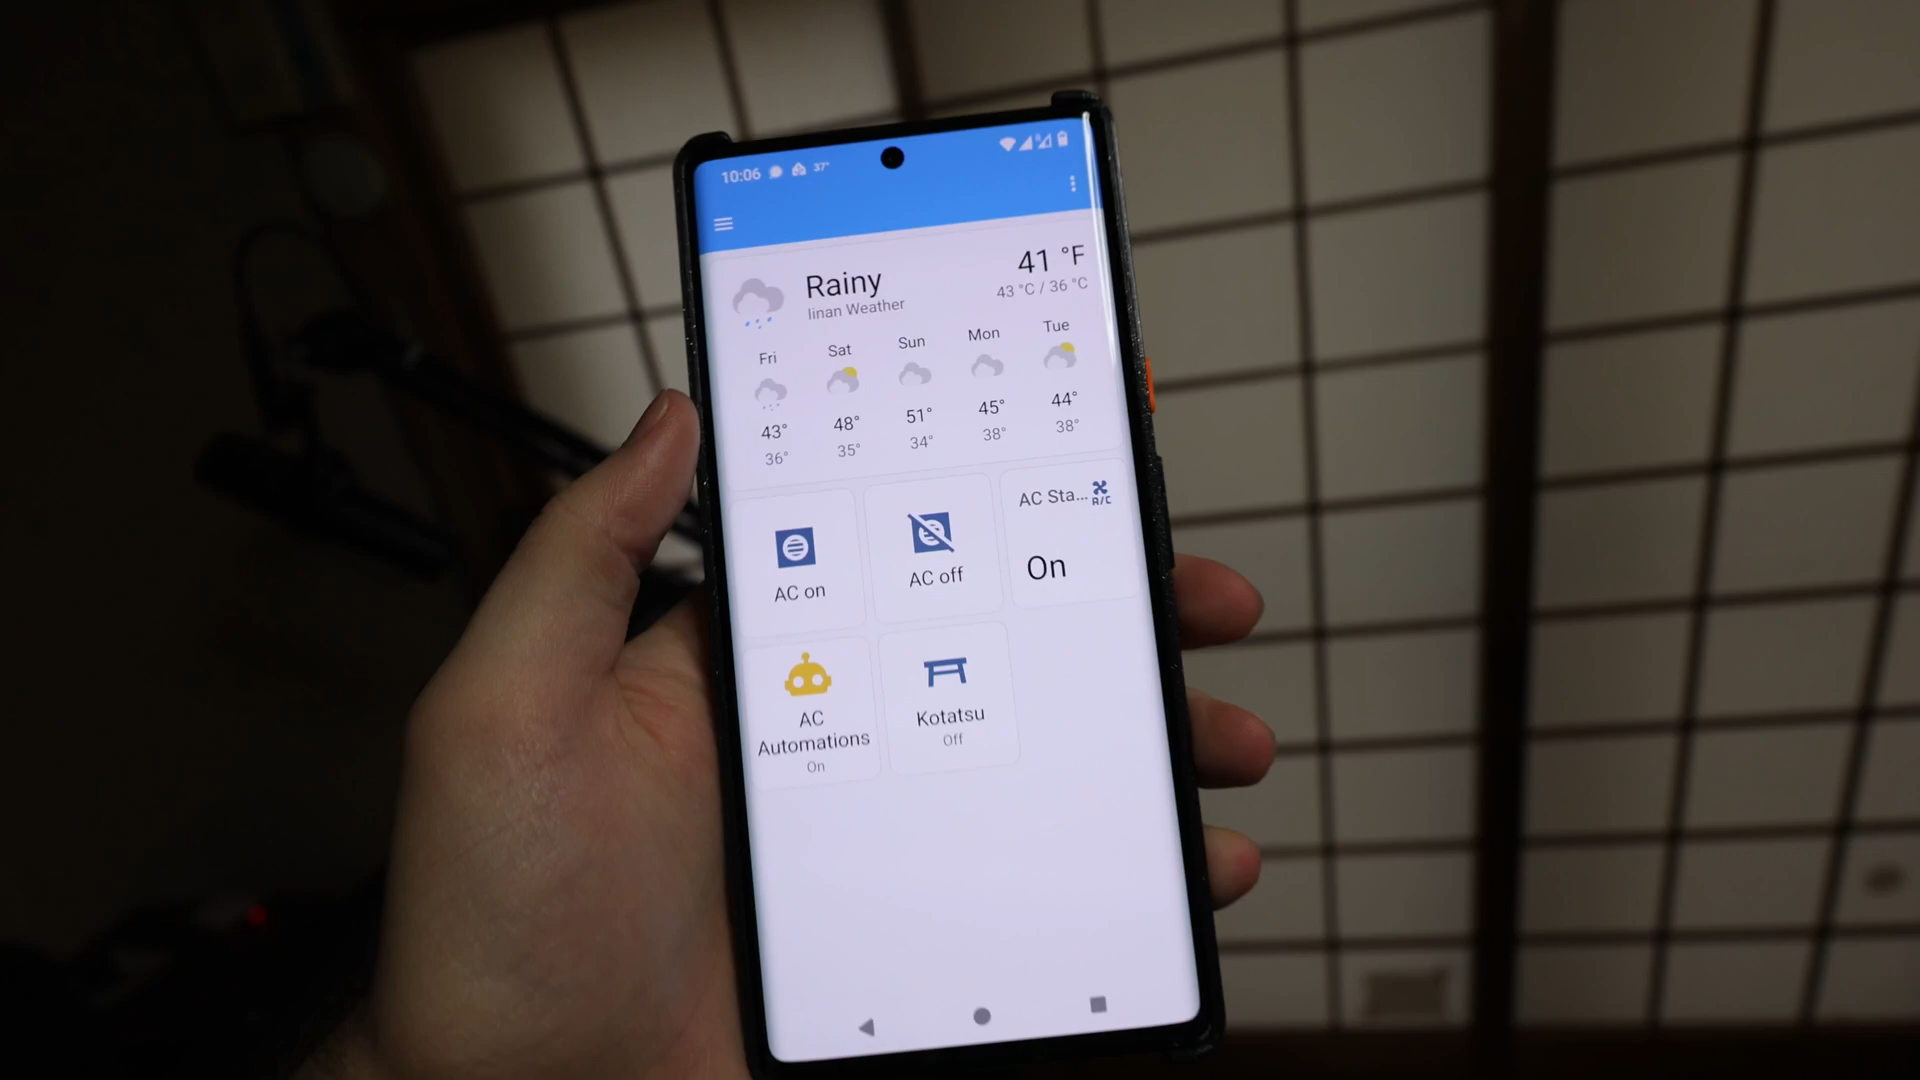 10:06 37°
Rainy
Iinan Weather
41 °F
43 °C / 36 °C
Fri Sat Sun Mon Tue
43° 48° 51° 45° 44°
36° 35° 34° 38° 38°
AC on
AC off
AC Sta...
A/C
On
AC
Automations
On
Kotatsu
Off